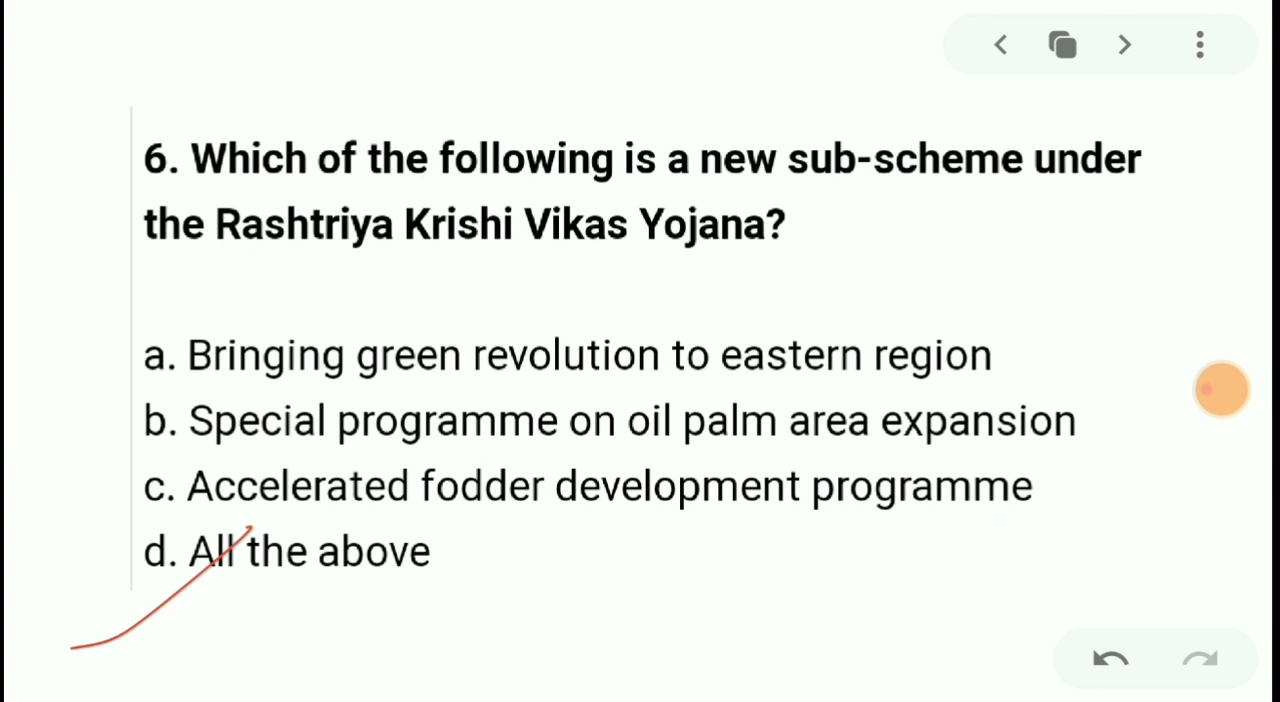 6. Which of the following is a new sub-scheme under
the Rashtriya Krishi Vikas Yojana?
a. Bringing green revolution to eastern region
b. Special programme on oil palm area expansion
c. Accelerated fodder development programme
d. All the above